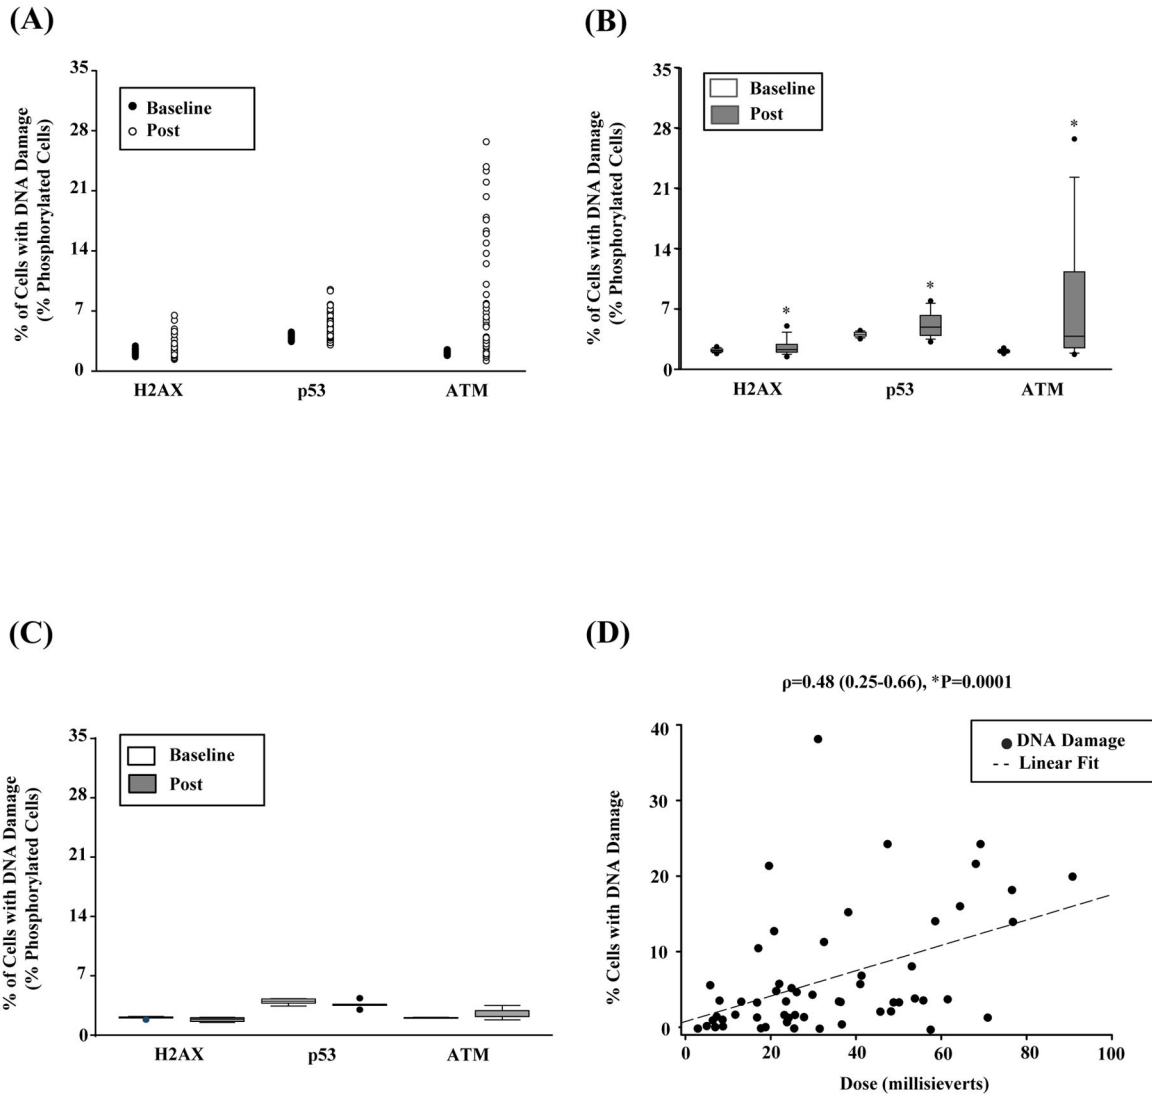 (A)
35
28
21
14
7
0
% of Cells with DNA Damage
(% Phosphorylated Cells)
Baseline
Post
H2AX p53 ATM
(B)
35
28
21
14
7
0
% of Cells with DNA Damage
(% Phosphorylated Cells)
Baseline
Post
*
*
*
H2AX p53 ATM
(C)
35
28
21
14
7
0
% of Cells with DNA Damage
(% Phosphorylated Cells)
Baseline
Post
H2AX p53 ATM
(D)
ρ=0.48 (0.25-0.66), *P=0.0001
40
30
20
10
0
% Cells with DNA Damage
DNA Damage
Linear Fit
0 20 40 60 80 100
Dose (millisieverts)